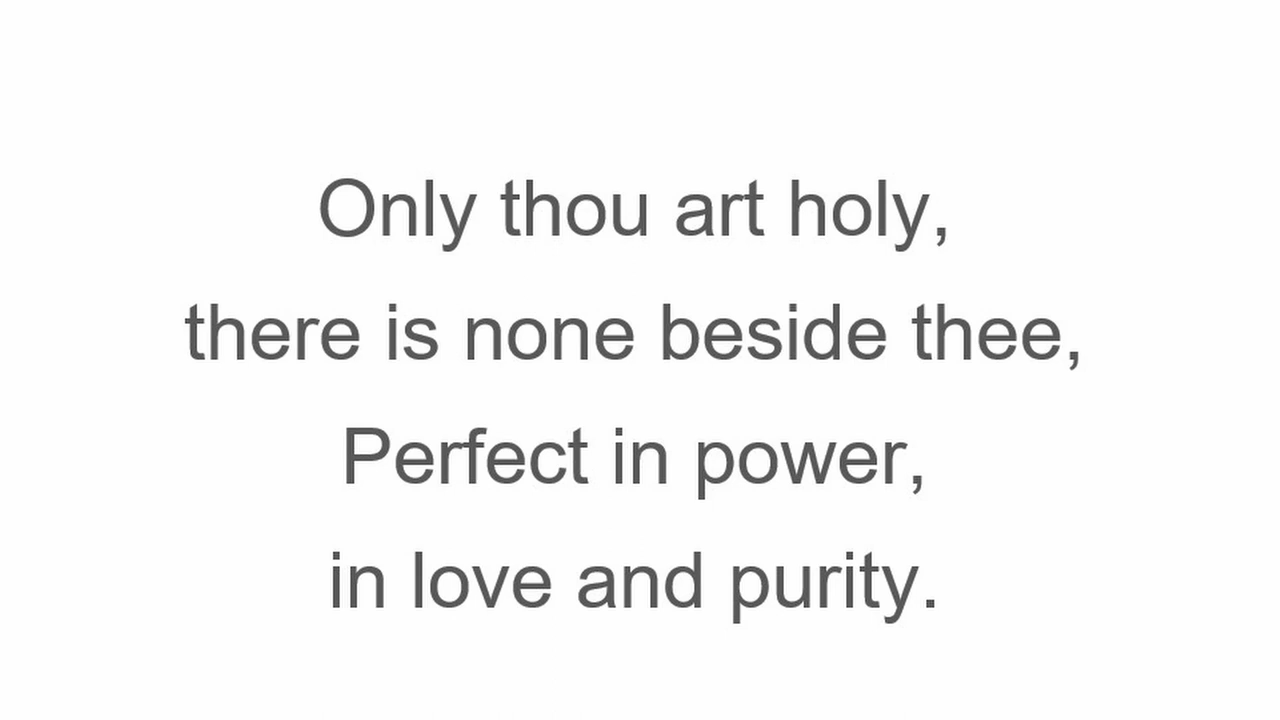 Only thou art holy,
there is none beside thee,
Perfect in power,
in love and purity.